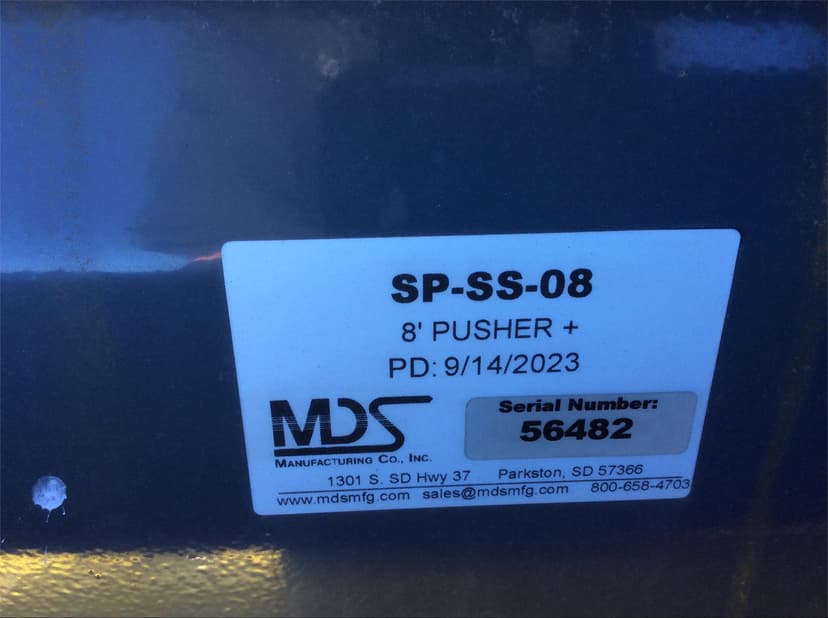 SP-SS-08
8' PUSHER +
PD: 9/14/2023
MDS
MANUFACTURING CO., INC.
Serial Number:
56482
1301 S. SD Hwy 37 Parkston, SD 57366
www.mdsmfg.com sales@mdsmfg.com 800-658-4703